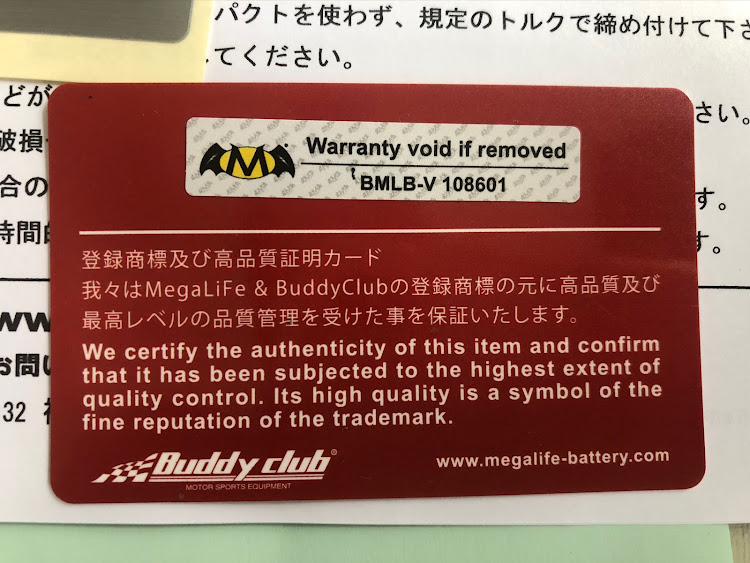 パクトを使わず、規定のトルクで締め付けて下さ
てください。
どが
さい。
破損
合の
す。
時間
す。
M
Warranty void if removed
BMLB-V 108601
登録商標及び高品質証明カード
我々はMegaLiFe & BuddyClubの登録商標の元に高品質及び
最高レベルの品質管理を受けた事を保証いたします。
We certify the authenticity of this item and confirm
that it has been subjected to the highest extent of
quality control. Its high quality is a symbol of the
fine reputation of the trademark.
Buddy club®
MOTOR SPORTS EQUIPMENT
www.megalife-battery.com
ww
お問い
32